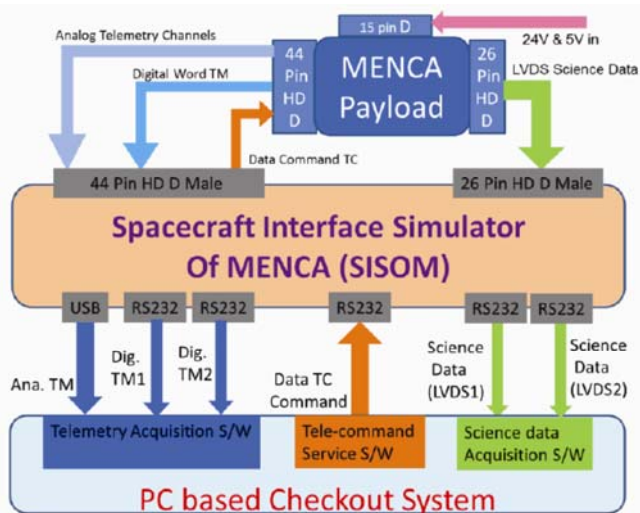 Analog Telemetry Channels
15 pin D
24V & 5V in
44
Pin
HD
D
MENCA
Payload
26
Pin
HD
D
Digital Word TM
LVDS Science Data
Data Command TC
44 Pin HD D Male
26 Pin HD D Male
Spacecraft Interface Simulator
Of MENCA (SISOM)
USB
RS232
RS232
RS232
RS232
RS232
Ana. TM
Dig.
TM1
Dig.
TM2
Data TC
Command
Science
Data
(LVDS1)
Science
Data
(LVDS2)
Telemetry Acquisition S/W
Tele-command
Service S/W
Science data
Acquisition S/W
PC based Checkout System